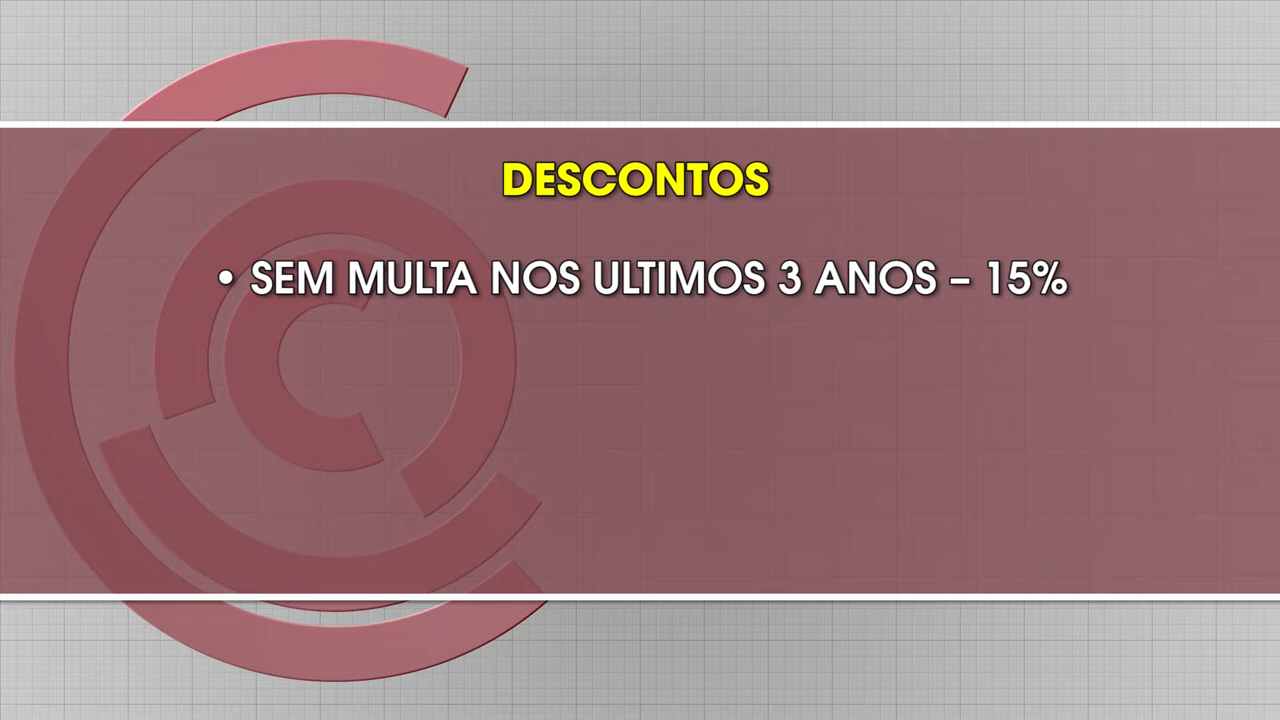 DESCONTOS
• SEM MULTA NOS ULTIMOS 3 ANOS – 15%